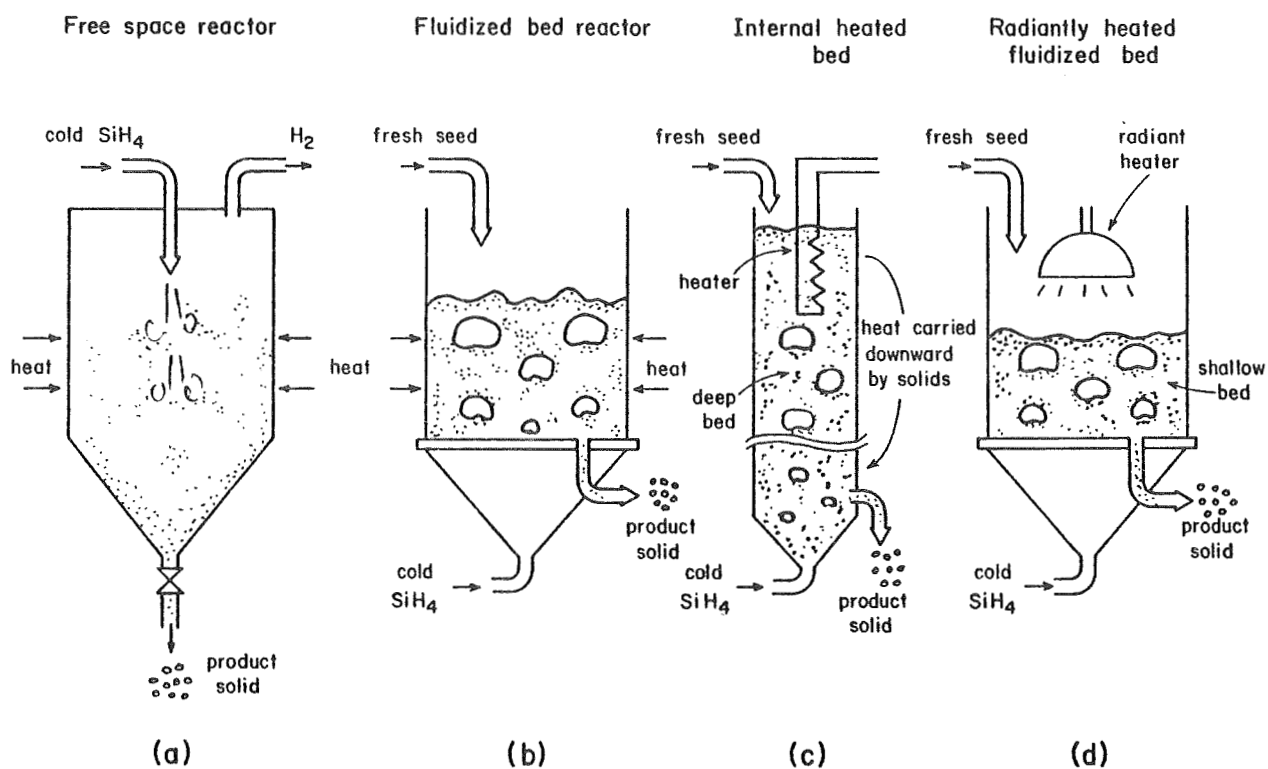 Free space reactor
cold SiH4
H2
heat
heat
product
solid
(a)
Fluidized bed reactor
fresh seed
heat
product
solid
cold
SiH4
(b)
Internal heated
bed
fresh seed
heater
deep
bed
heat carried
downward
by solids
cold
SiH4
product
solid
(c)
Radiantly heated
fluidized bed
fresh seed
radiant
heater
shallow
bed
product
solid
cold
SiH4
(d)